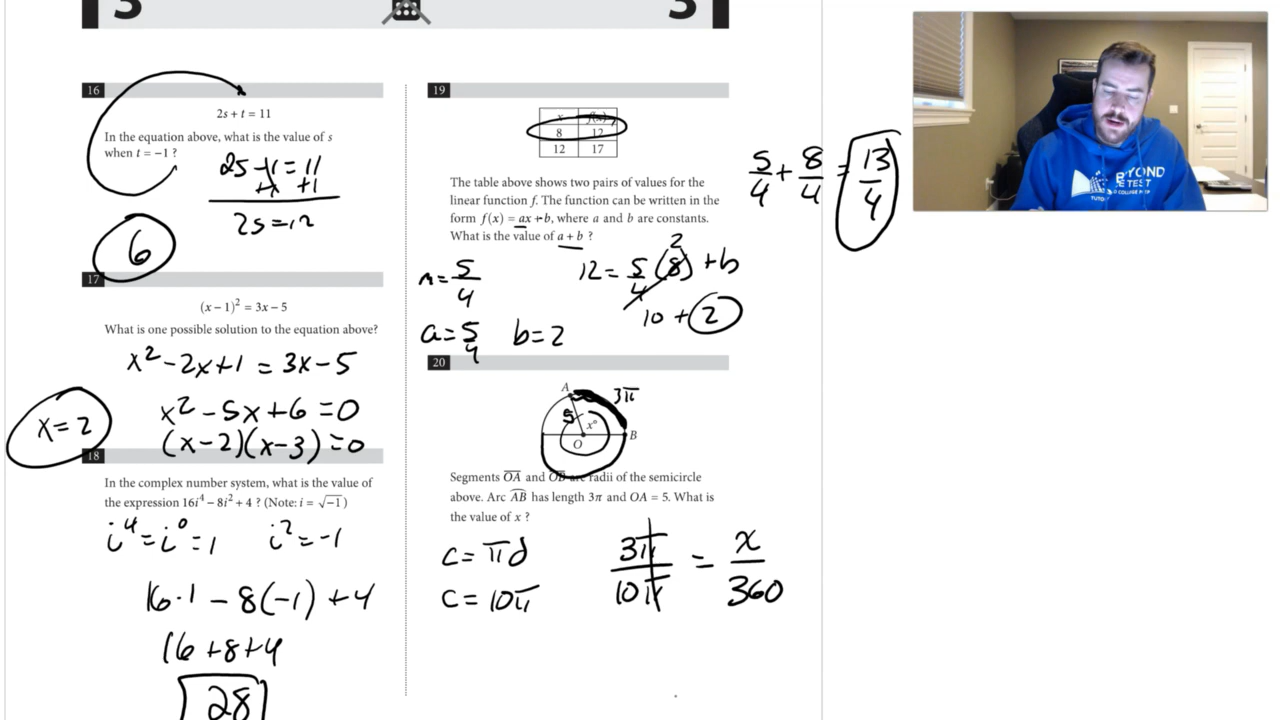 3
3
16
2s + t = 11
In the equation above, what is the value of s
when t = −1 ?
2s -1 = 11
+1 +1
2s = 12
6
17
(x − 1)² = 3x − 5
What is one possible solution to the equation above?
x² - 2x + 1 = 3x - 5
x² - 5x + 6 = 0
(x-2)(x-3) = 0
x = 2
18
In the complex number system, what is the value of
the expression 16i⁴ − 8i² + 4 ? (Note: i = √−1)
i⁴ = i⁰ = 1 i² = -1
16·1 - 8(-1) + 4
16 + 8 + 4
28
19
x f(x)
8 12
12 17
The table above shows two pairs of values for the
linear function f. The function can be written in the
form f(x) = ax + b, where a and b are constants.
What is the value of a + b ?
m = 5/4
12 = 5/4 (8) + b
2
10 + 2
a = 5/4 b = 2
5/4 + 8/4 = 13/4
20
A
3π
5
x°
O
B
Segments OA and OB are radii of the semicircle
above. Arc AB has length 3π and OA = 5. What is
the value of x ?
C = πd
C = 10π
3π/10π = x/360
BEYOND
TEST